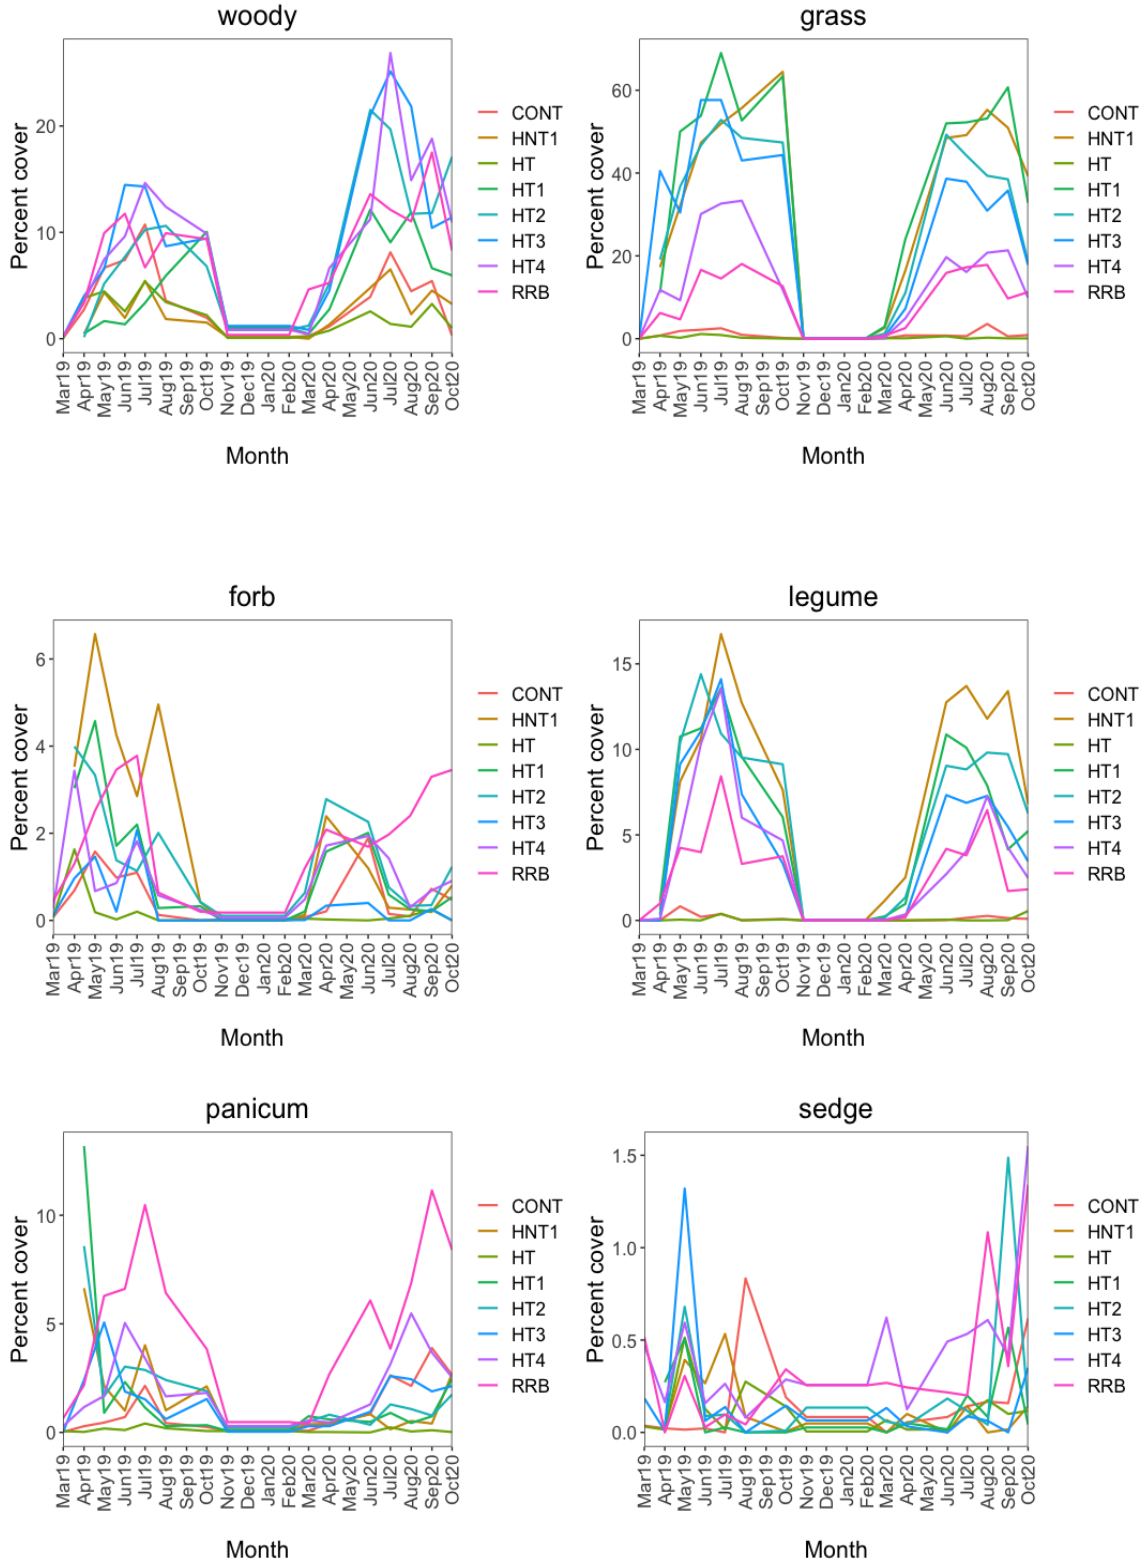 woody
Percent cover
20
10
0
Mar19
Apr19
May19
Jun19
Jul19
Aug19
Sep19
Oct19
Nov19
Dec19
Jan20
Feb20
Mar20
Apr20
May20
Jun20
Jul20
Aug20
Sep20
Oct20
Month
CONT
HNT1
HT
HT1
HT2
HT3
HT4
RRB
grass
Percent cover
60
40
20
0
Mar19
Apr19
May19
Jun19
Jul19
Aug19
Sep19
Oct19
Nov19
Dec19
Jan20
Feb20
Mar20
Apr20
May20
Jun20
Jul20
Aug20
Sep20
Oct20
Month
CONT
HNT1
HT
HT1
HT2
HT3
HT4
RRB
forb
Percent cover
6
4
2
0
Mar19
Apr19
May19
Jun19
Jul19
Aug19
Sep19
Oct19
Nov19
Dec19
Jan20
Feb20
Mar20
Apr20
May20
Jun20
Jul20
Aug20
Sep20
Oct20
Month
CONT
HNT1
HT
HT1
HT2
HT3
HT4
RRB
legume
Percent cover
15
10
5
0
Mar19
Apr19
May19
Jun19
Jul19
Aug19
Sep19
Oct19
Nov19
Dec19
Jan20
Feb20
Mar20
Apr20
May20
Jun20
Jul20
Aug20
Sep20
Oct20
Month
CONT
HNT1
HT
HT1
HT2
HT3
HT4
RRB
panicum
Percent cover
10
5
0
Mar19
Apr19
May19
Jun19
Jul19
Aug19
Sep19
Oct19
Nov19
Dec19
Jan20
Feb20
Mar20
Apr20
May20
Jun20
Jul20
Aug20
Sep20
Oct20
Month
CONT
HNT1
HT
HT1
HT2
HT3
HT4
RRB
sedge
Percent cover
1.5
1.0
0.5
0.0
Mar19
Apr19
May19
Jun19
Jul19
Aug19
Sep19
Oct19
Nov19
Dec19
Jan20
Feb20
Mar20
Apr20
May20
Jun20
Jul20
Aug20
Sep20
Oct20
Month
CONT
HNT1
HT
HT1
HT2
HT3
HT4
RRB